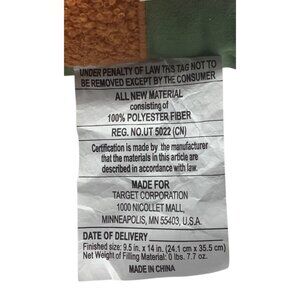 UNDER PENALTY OF LAW THIS TAG NOT TO
BE REMOVED EXCEPT BY THE CONSUMER
ALL NEW MATERIAL
consisting of
100% POLYESTER FIBER
REG. NO.UT 5022 (CN)
Certification is made by the manufacturer
that the materials in this article are
described in accordance with law.
MADE FOR
TARGET CORPORATION
1000 NICOLLET MALL,
MINNEAPOLIS, MN 55403, U.S.A.
DATE OF DELIVERY
Finished size: 9.5 in. x 14 in. (24.1 cm x 35.5 cm)
Net Weight of Filling Material: 0 lbs. 7.7 oz.
MADE IN CHINA